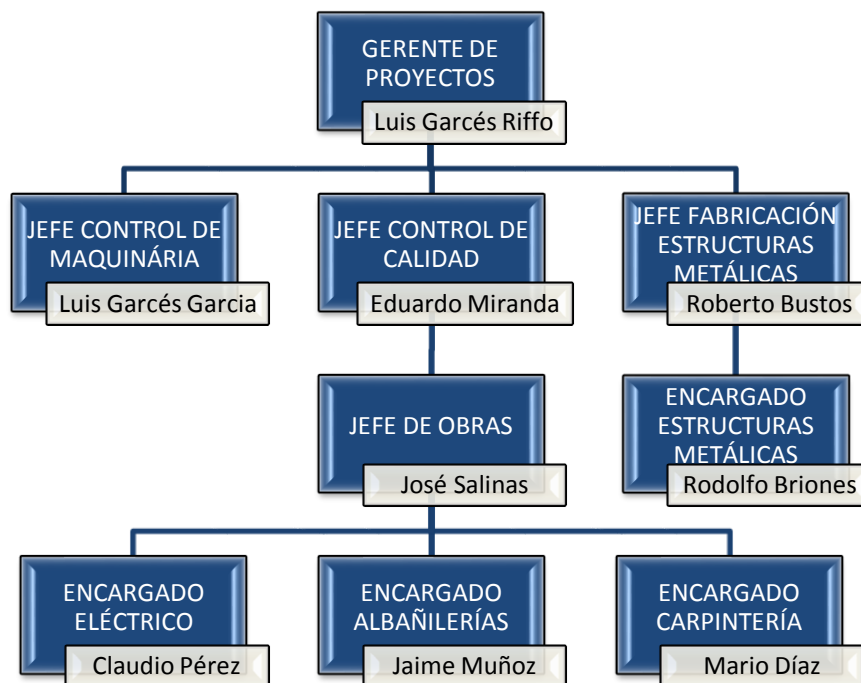 GERENTE DE
PROYECTOS
Luis Garcés Riffo
JEFE CONTROL DE
MAQUINÁRIA
Luis Garcés Garcia
JEFE CONTROL DE
CALIDAD
Eduardo Miranda
JEFE FABRICACIÓN
ESTRUCTURAS
METÁLICAS
Roberto Bustos
JEFE DE OBRAS
José Salinas
ENCARGADO
ESTRUCTURAS
METÁLICAS
Rodolfo Briones
ENCARGADO
ELÉCTRICO
Claudio Pérez
ENCARGADO
ALBAÑILERÍAS
Jaime Muñoz
ENCARGADO
CARPINTERÍA
Mario Díaz